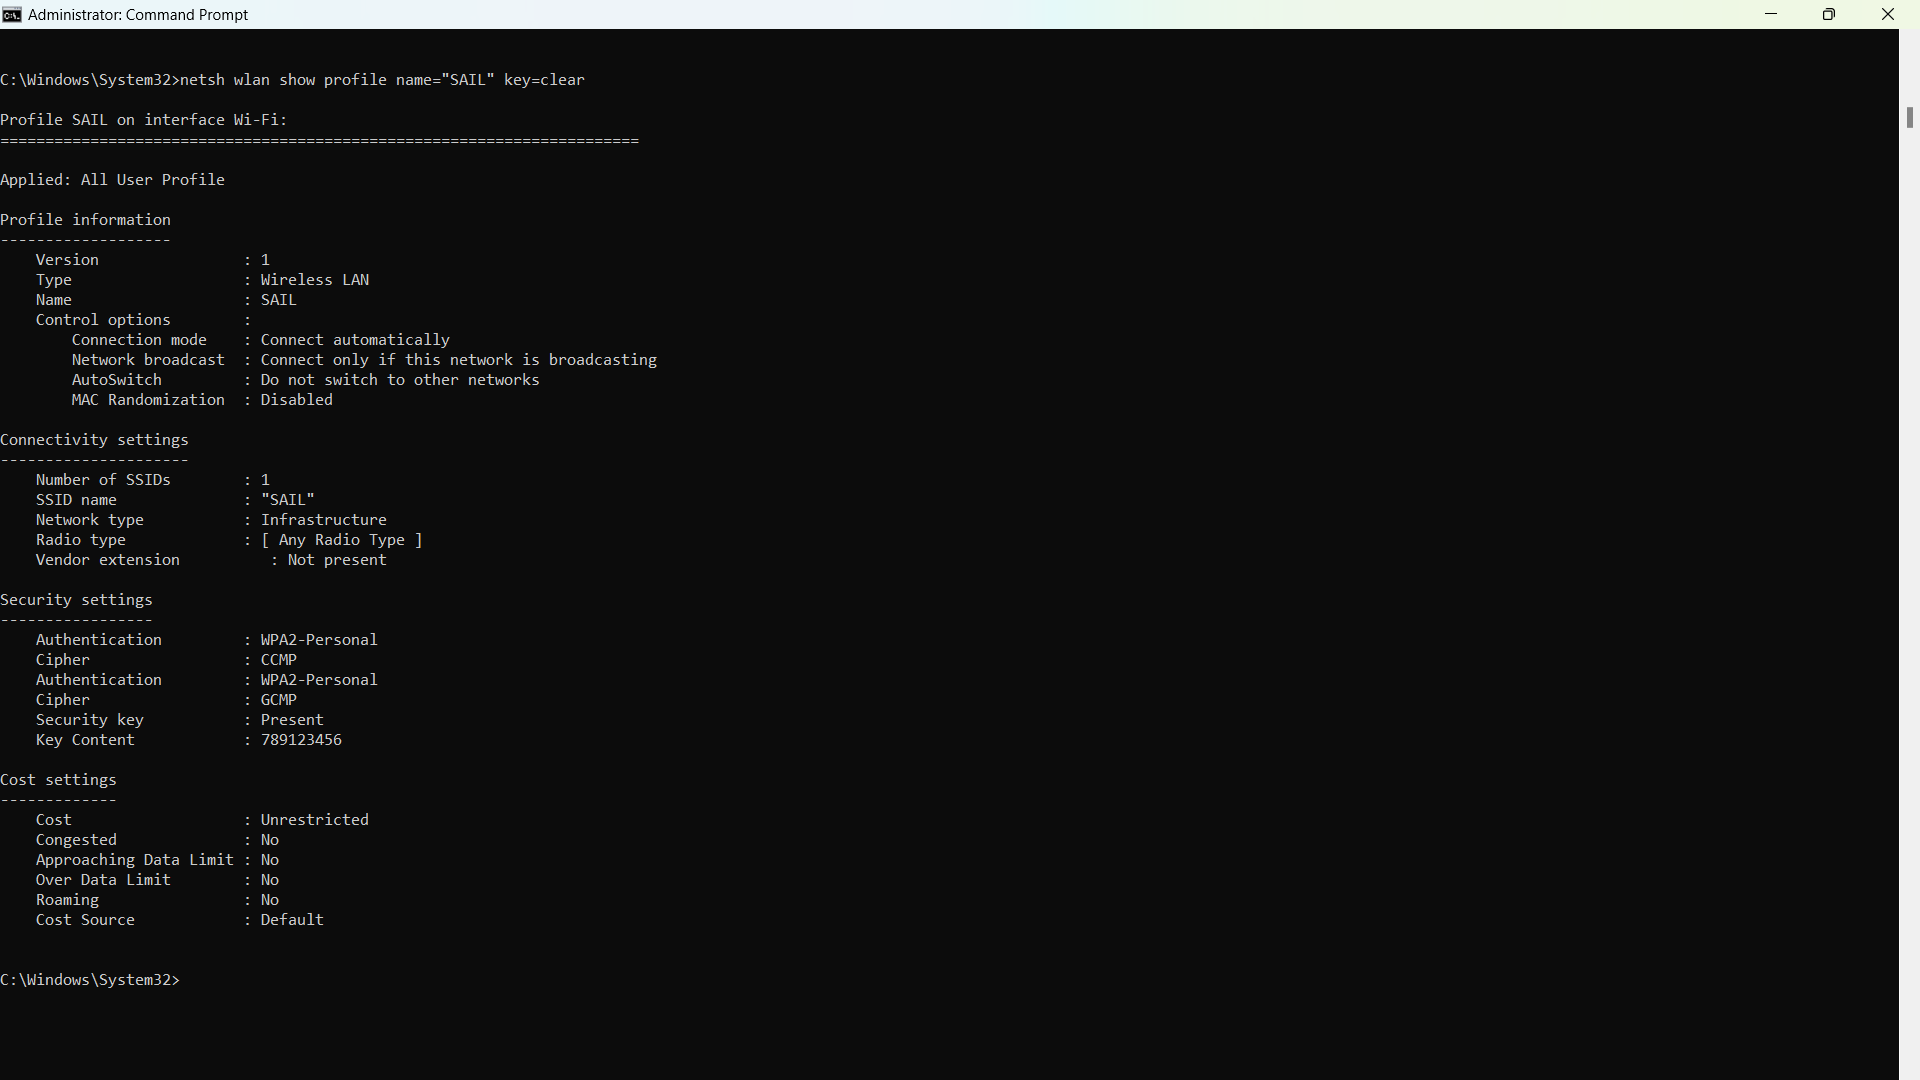 Administrator: Command Prompt
C:\Windows\System32>netsh wlan show profile name="SAIL" key=clear
Profile SAIL on interface Wi-Fi:
=======================================================================
Applied: All User Profile
Profile information
-------------------
Version : 1
Type : Wireless LAN
Name : SAIL
Control options :
Connection mode : Connect automatically
Network broadcast : Connect only if this network is broadcasting
AutoSwitch : Do not switch to other networks
MAC Randomization : Disabled
Connectivity settings
---------------------
Number of SSIDs : 1
SSID name : "SAIL"
Network type : Infrastructure
Radio type : [ Any Radio Type ]
Vendor extension : Not present
Security settings
-----------------
Authentication : WPA2-Personal
Cipher : CCMP
Authentication : WPA2-Personal
Cipher : GCMP
Security key : Present
Key Content : 789123456
Cost settings
-------------
Cost : Unrestricted
Congested : No
Approaching Data Limit : No
Over Data Limit : No
Roaming : No
Cost Source : Default
C:\Windows\System32>